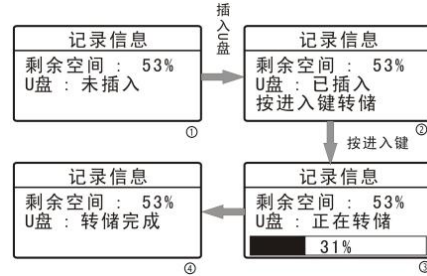 记录信息
剩余空间 : 53%
U盘 : 未插入
①
插入U盘
记录信息
剩余空间 : 53%
U盘 : 已插入
按进入键转储
②
按进入键
记录信息
剩余空间 : 53%
U盘 : 正在转储
31%
③
记录信息
剩余空间 : 53%
U盘 : 转储完成
④